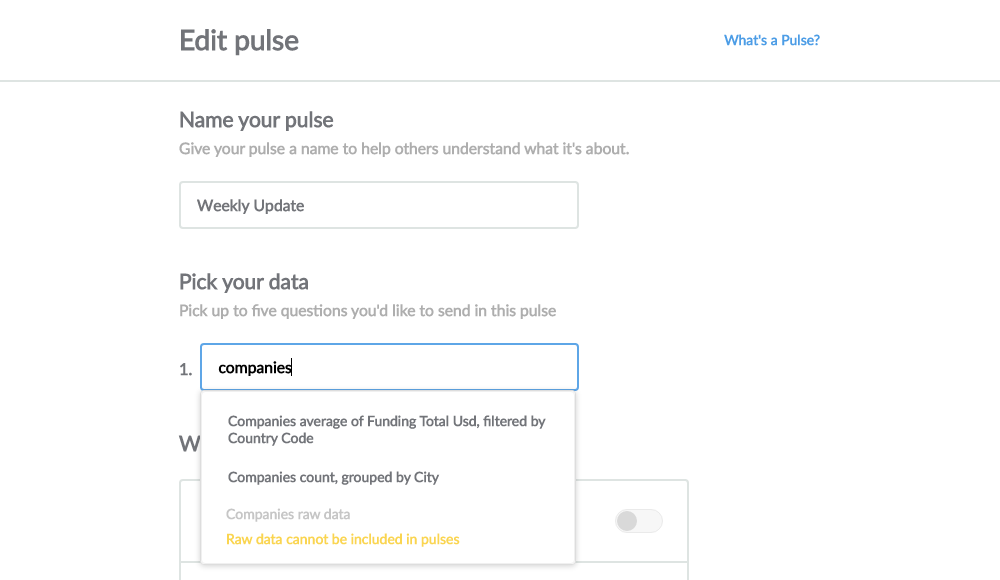 Edit pulse
What's a Pulse?
Name your pulse
Give your pulse a name to help others understand what it's about.
Weekly Update
Pick your data
Pick up to five questions you'd like to send in this pulse
1.
companies
Companies average of Funding Total Usd, filtered by
Country Code
Companies count, grouped by City
Companies raw data
Raw data cannot be included in pulses